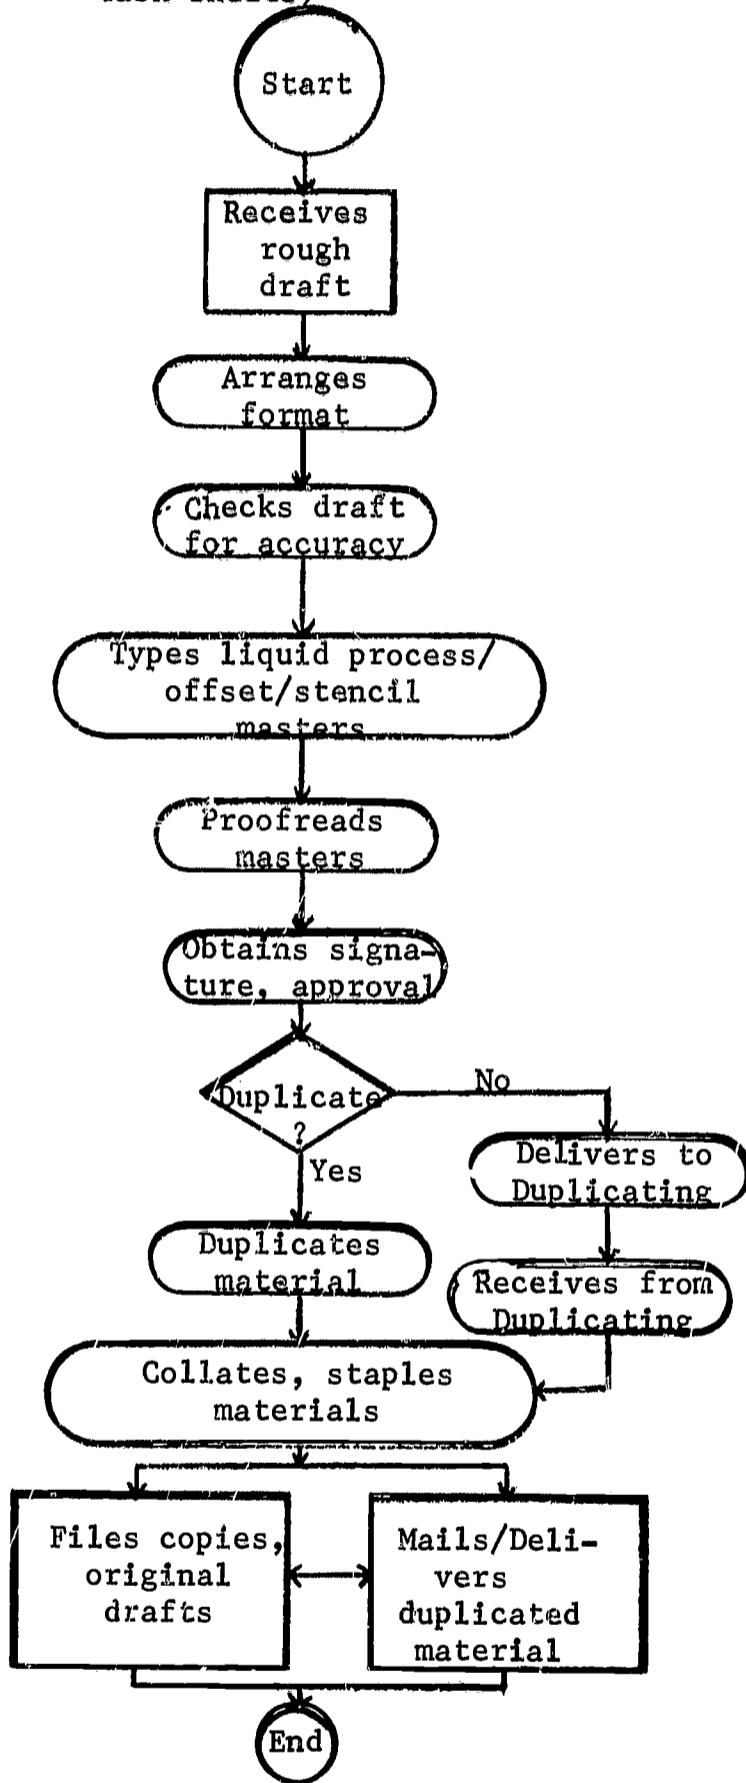 Start
Receives
rough
draft
Arranges
format
Checks draft
for accuracy
Types liquid process/
offset/stencil
masters
Proofreads
masters
Obtains signa-
ture, approval
Duplicate
?
No
Yes
Delivers to
Duplicating
Duplicates
material
Receives from
Duplicating
Collates, staples
materials
Files copies,
original
drafts
Mails/Deli-
vers
duplicated
material
End